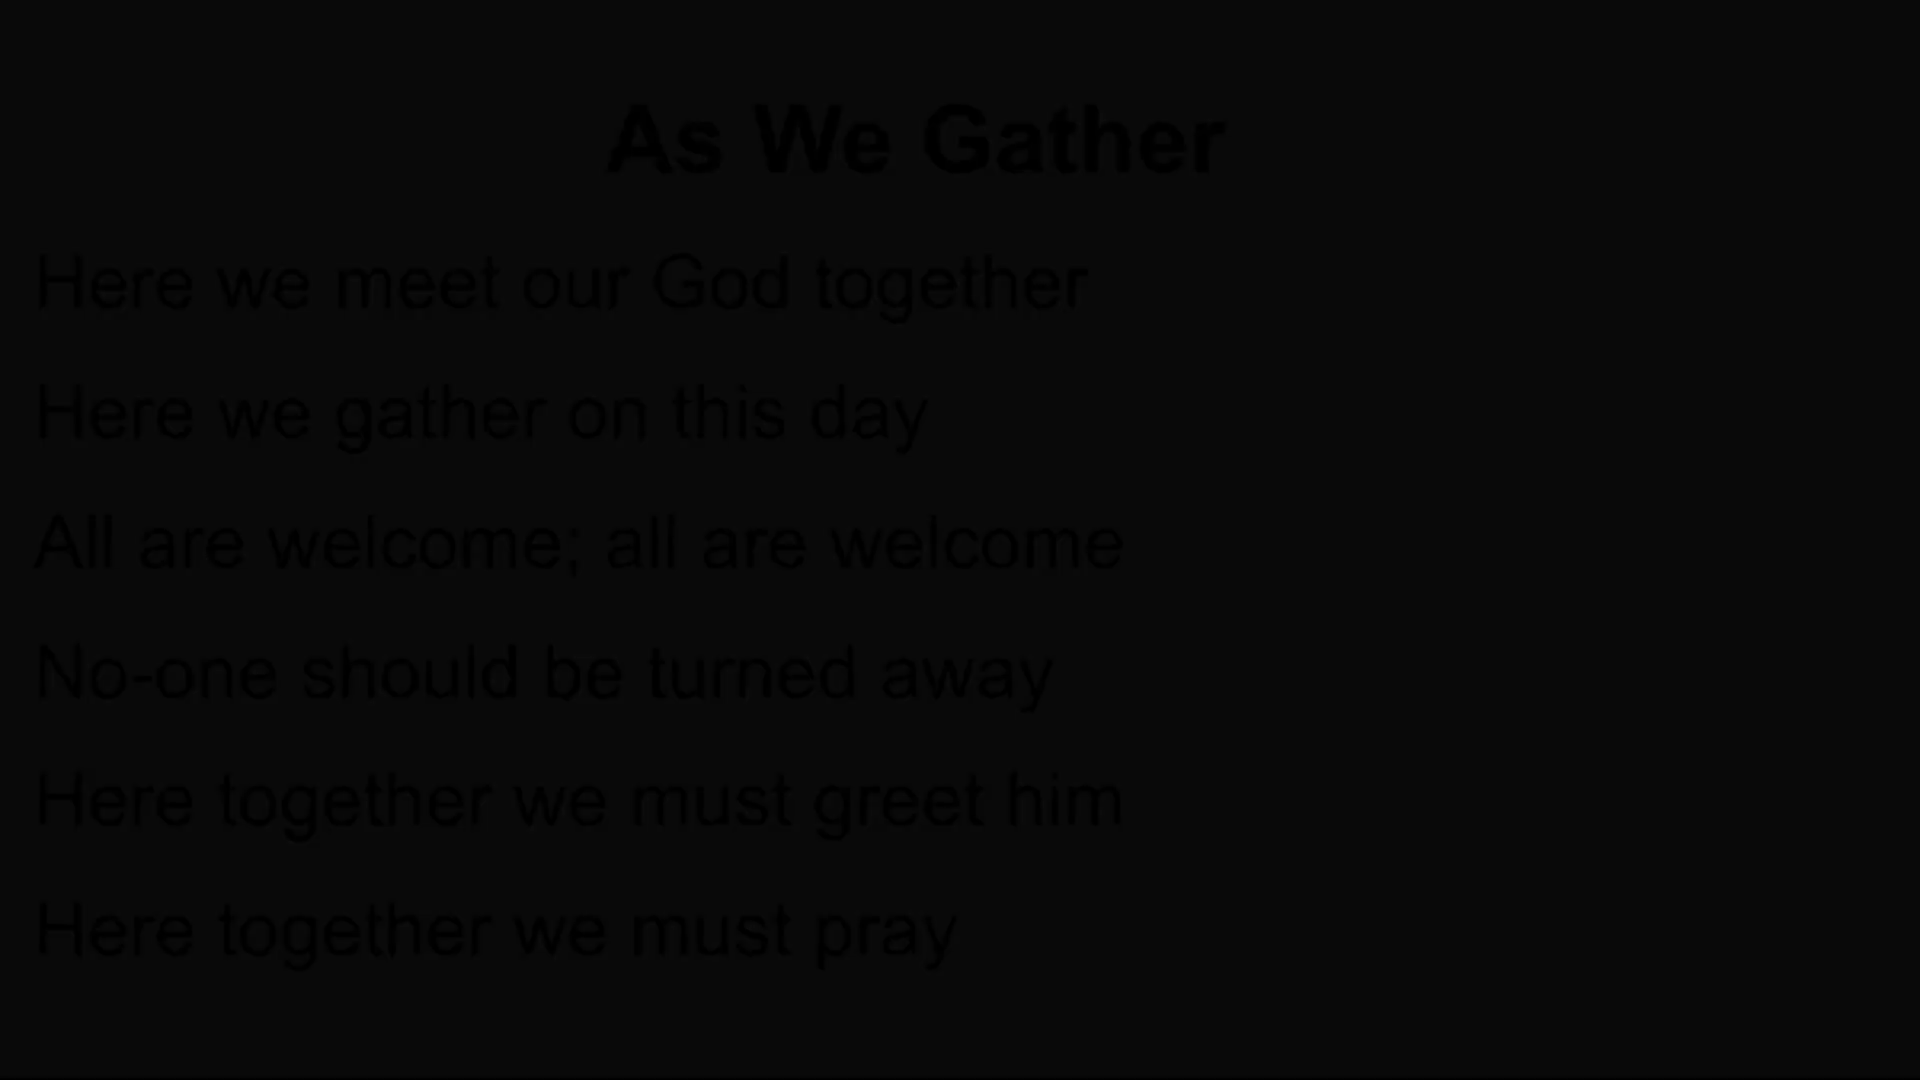 As We Gather
Here we meet our God together
Here we gather on this day
All are welcome; all are welcome
No-one should be turned away
Here together we must greet him
Here together we must pray